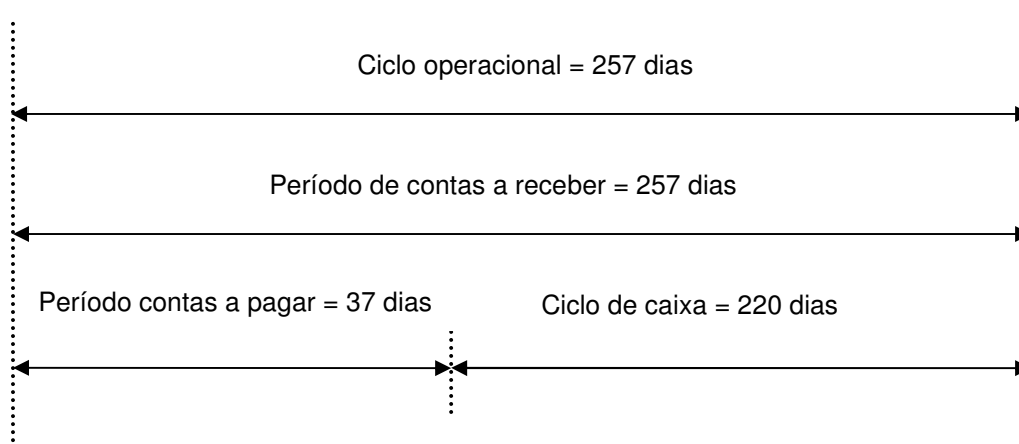 Ciclo operacional = 257 dias
Período de contas a receber = 257 dias
Período contas a pagar = 37 dias
Ciclo de caixa = 220 dias